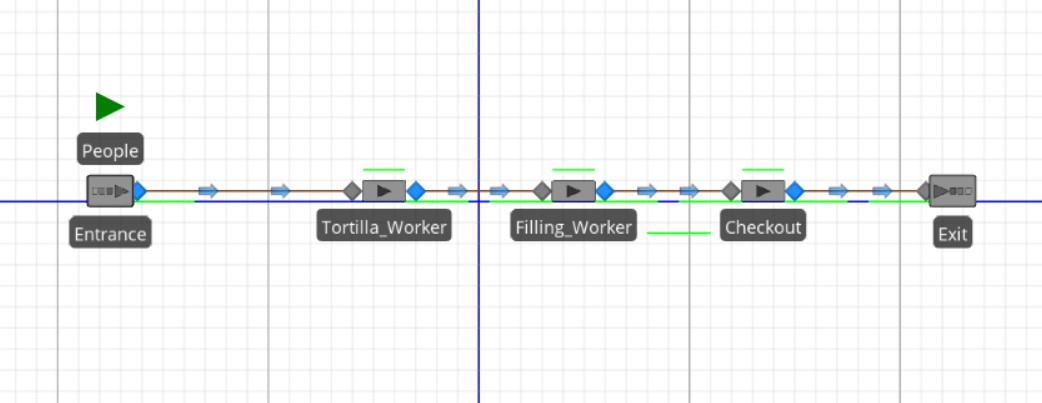 People
Entrance
Tortilla_Worker
Filling_Worker
Checkout
Exit